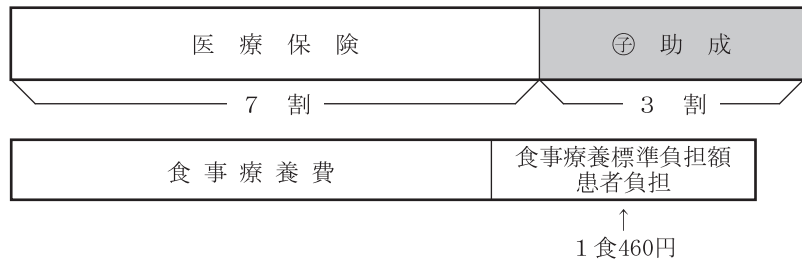 医療保険
㋙助成
7割
3割
食事療養費
食事療養標準負担額
患者負担
↑
1食460円